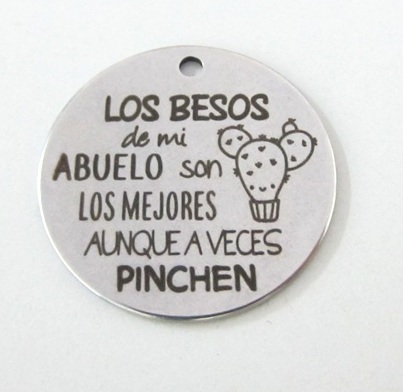 LOS BESOS
de mi
ABUELO son
LOS MEJORES
AUNQUE A VECES
PINCHEN